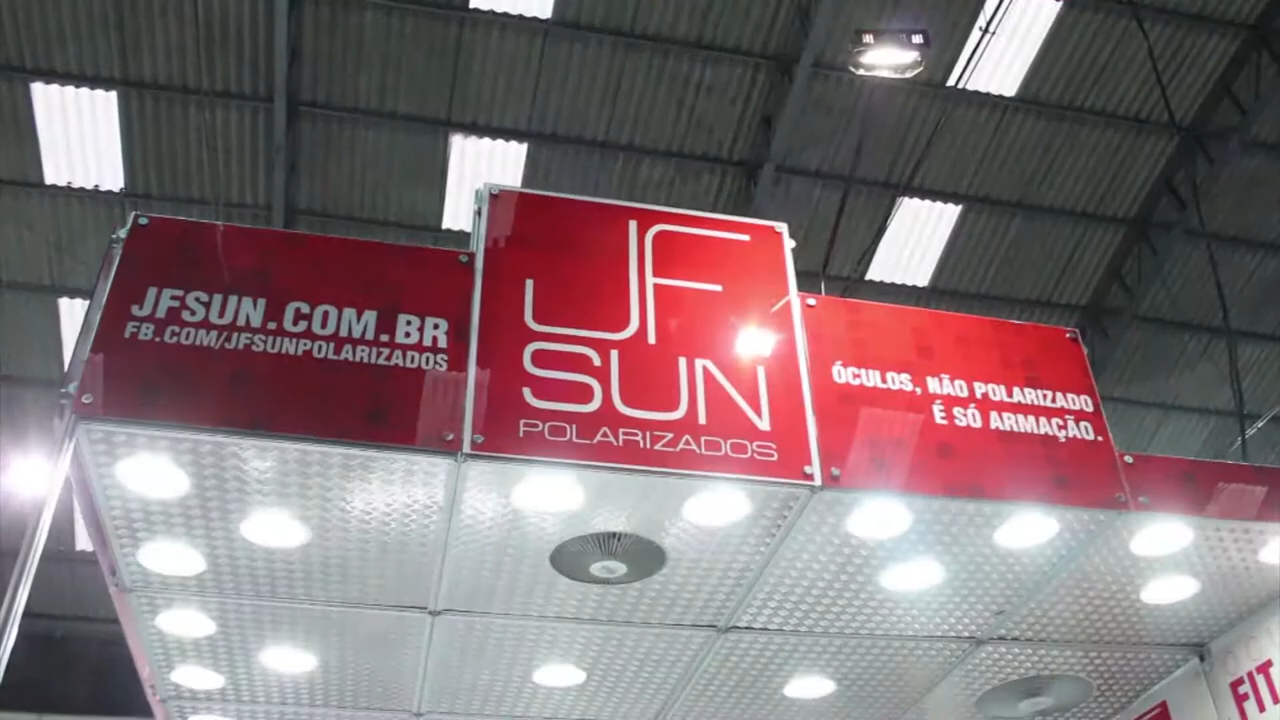 JFSUN.COM.BR
FB.COM/JFSUNPOLARIZADOS
JF
SUN
POLARIZADOS
ÓCULOS, NÃO POLARIZADO
É SÓ ARMAÇÃO.
FIT